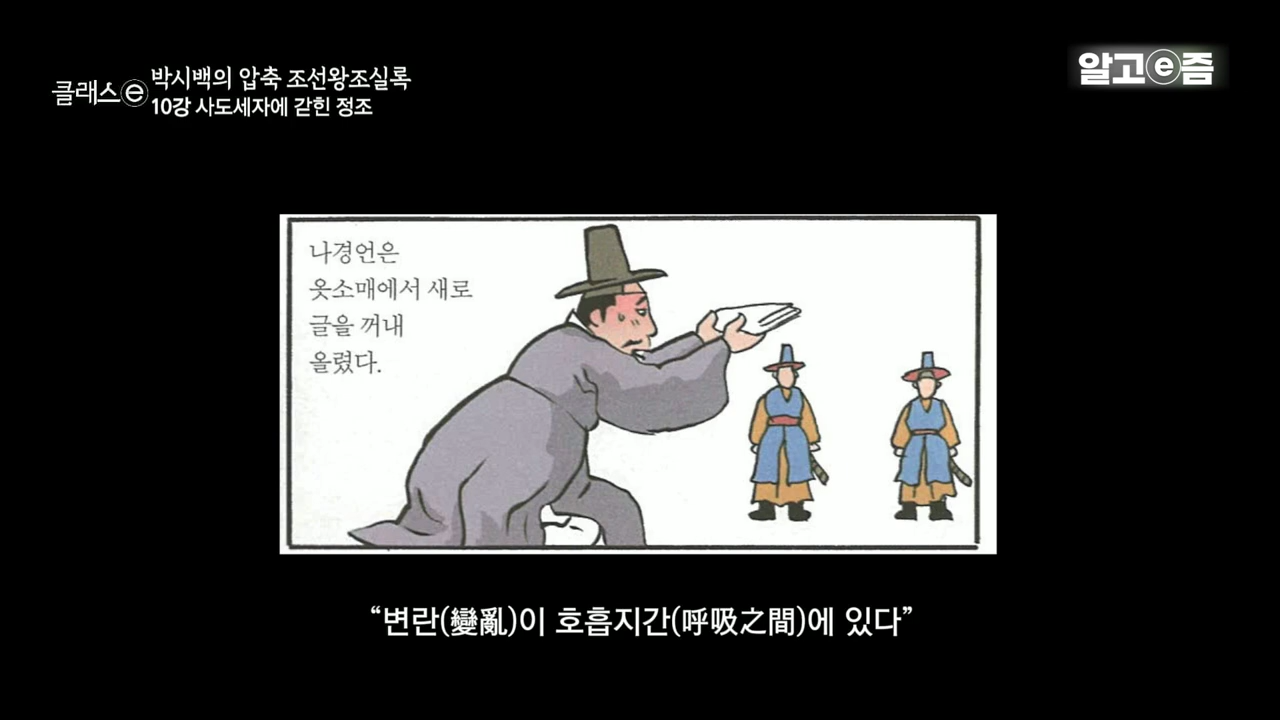 클래스e
박시백의 압축 조선왕조실록
10강 사도세자에 갇힌 정조
알고e즘
나경언은
옷소매에서 새로
글을 꺼내
올렸다.
“변란(變亂)이 호흡지간(呼吸之間)에 있다”